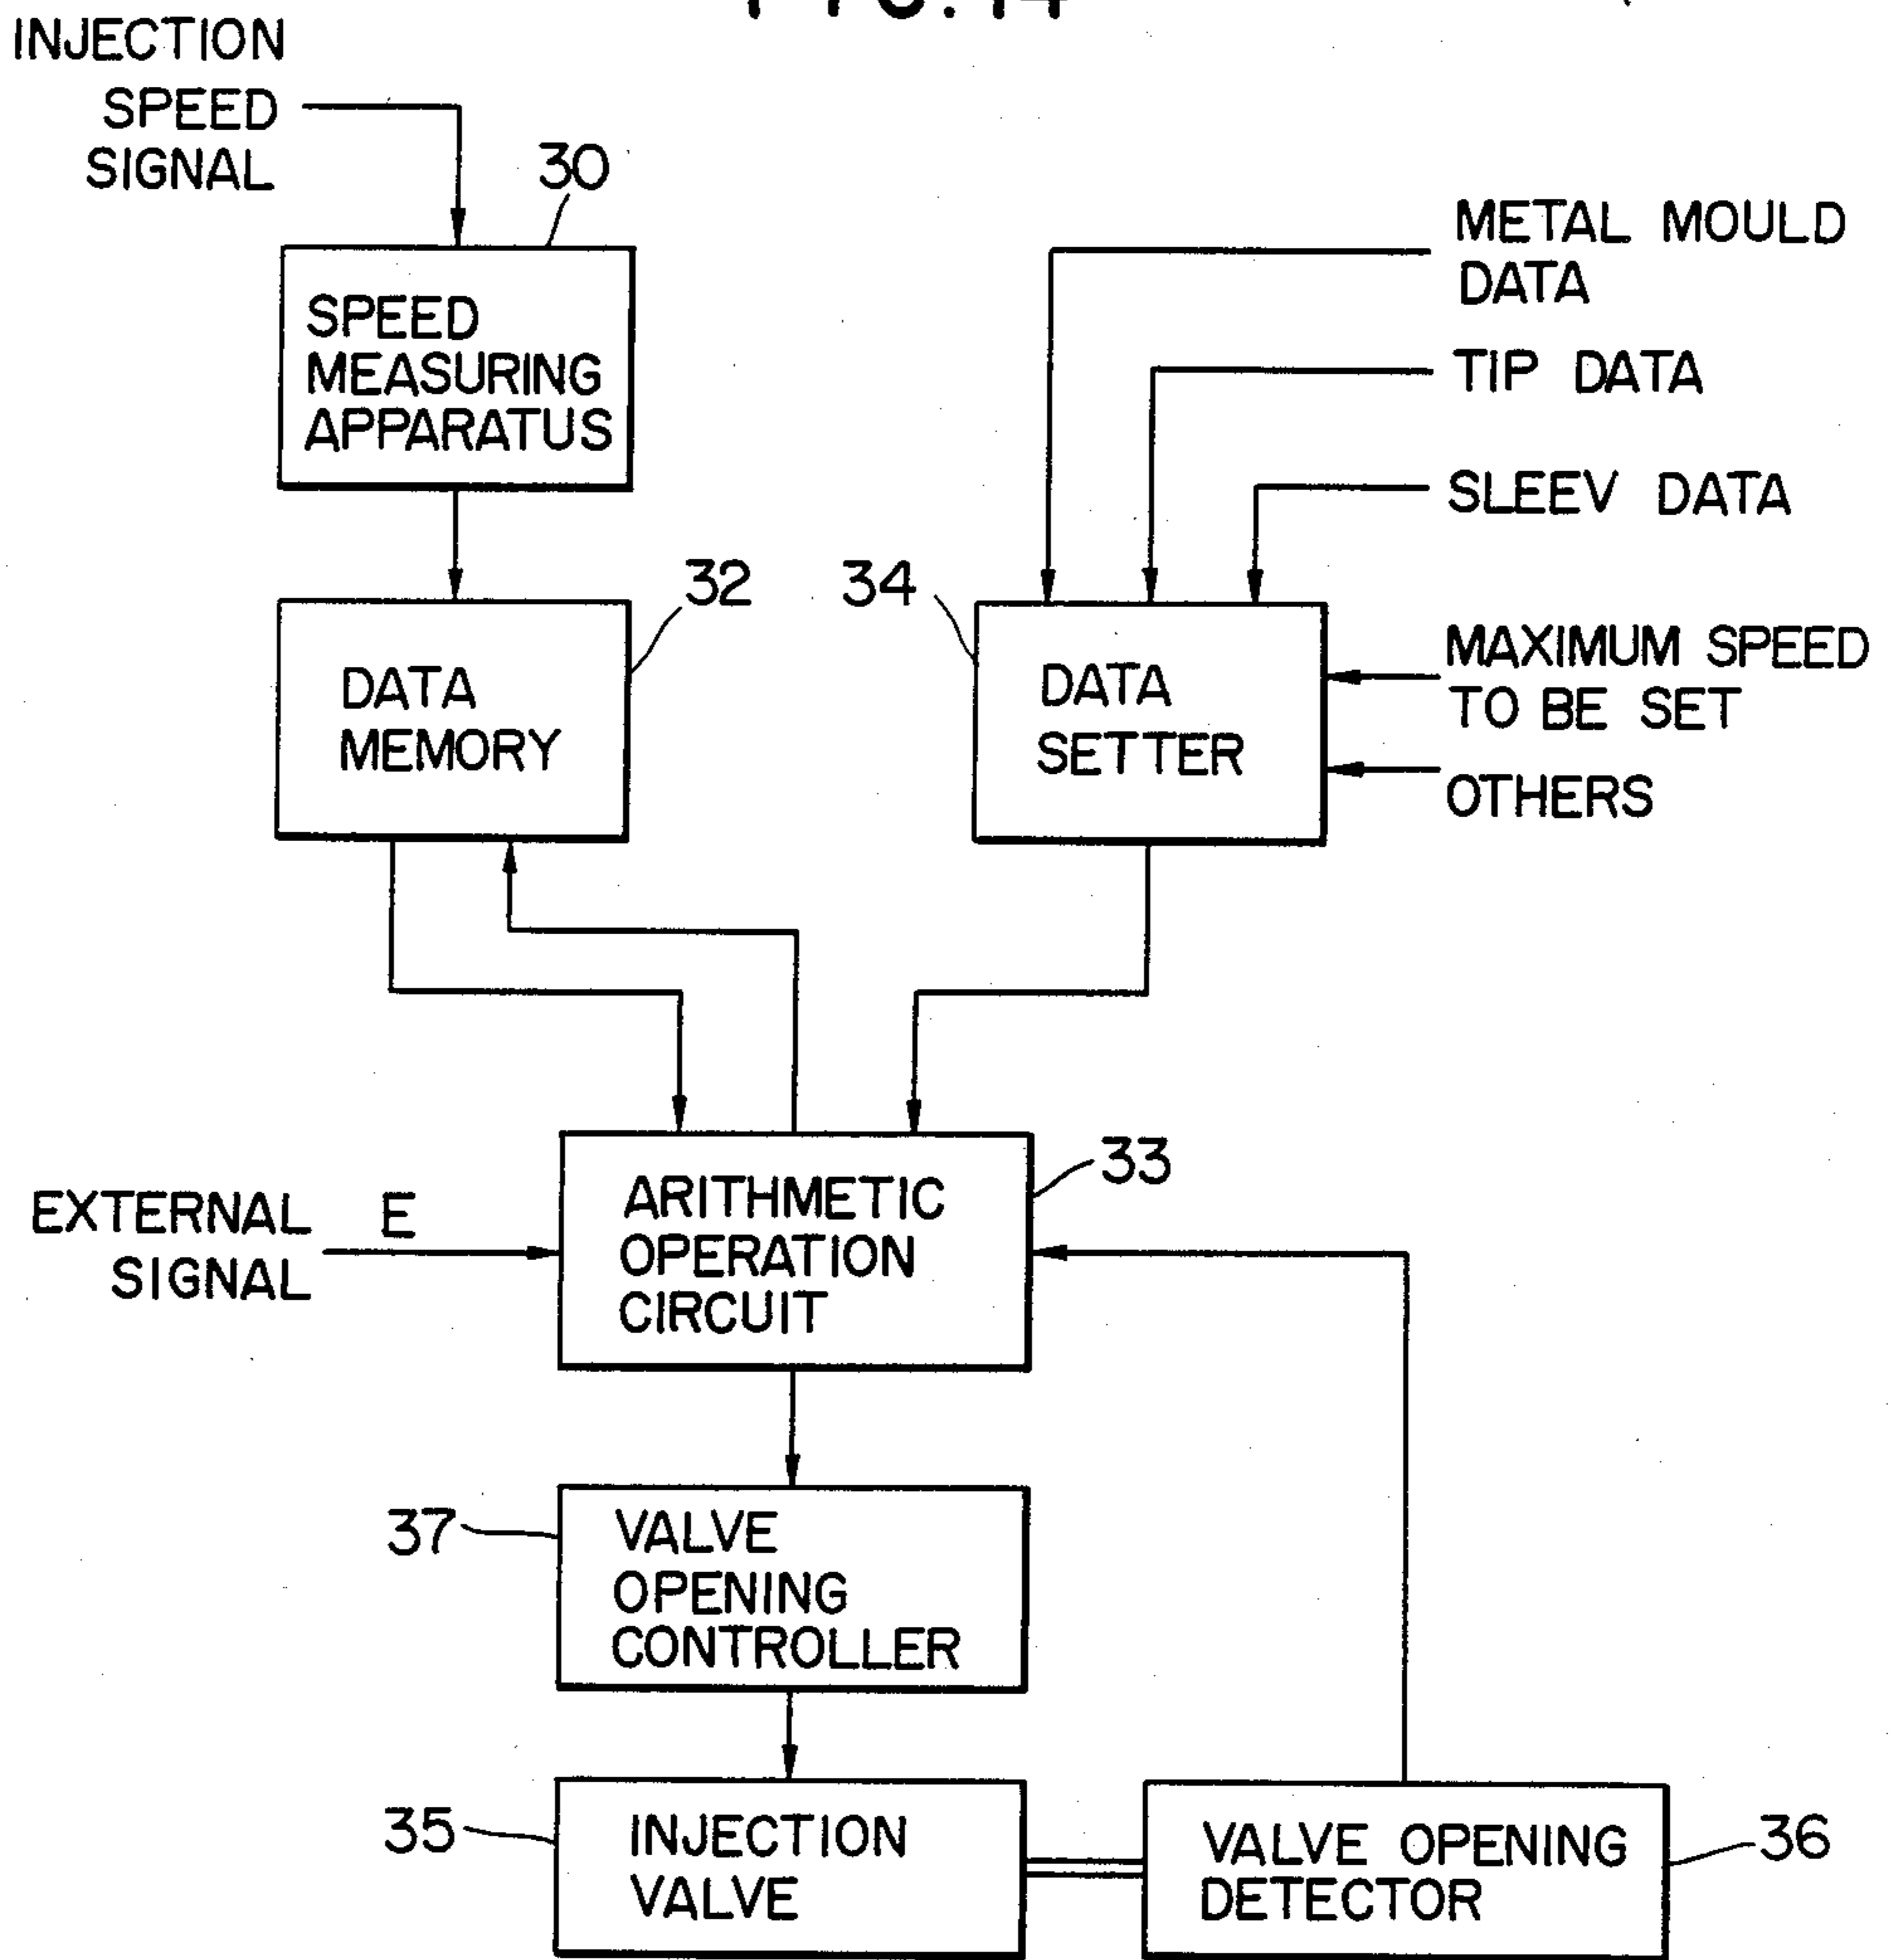 FIG. 14
INJECTION
SPEED
SIGNAL
30
SPEED
MEASURING
APPARATUS
METAL MOULD
DATA
TIP DATA
SLEEV DATA
32
34
DATA
MEMORY
DATA
SETTER
MAXIMUM SPEED
TO BE SET
OTHERS
33
EXTERNAL
SIGNAL
E
ARITHMETIC
OPERATION
CIRCUIT
37
VALVE
OPENING
CONTROLLER
35
INJECTION
VALVE
VALVE OPENING
DETECTOR
36